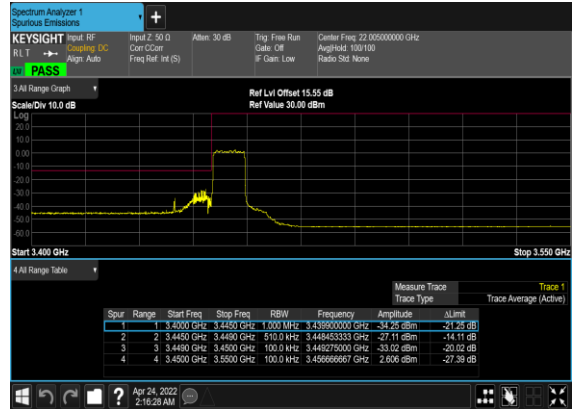 Spectrum Analyzer 1
Spurious Emissions
KEYSIGHT Input: RF Input Z: 50 Ω Atten: 30 dB Trig: Free Run Center Freq: 22.005000000 GHz
RLT Coupling: DC Corr CCorr Gate: Off Avg|Hold: 100/100
Align: Auto Freq Ref: Int (S) IF Gain: Low Radio Std: None
LXI PASS
3 All Range Graph
Ref Lvl Offset 15.55 dB
Scale/Div 10.0 dB Ref Value 30.00 dBm
Log
20.0
10.0
0.00
-10.0
-20.0
-30.0
-40.0
-50.0
-60.0
Start 3.400 GHz Stop 3.550 GHz
4 All Range Table
Measure Trace Trace 1
Trace Type Trace Average (Active)
Spur Range Start Freq Stop Freq RBW Frequency Amplitude ΔLimit
1 1 3.4000 GHz 3.4450 GHz 1.000 MHz 3.439900000 GHz -34.25 dBm -21.25 dB
2 2 3.4450 GHz 3.4490 GHz 510.0 kHz 3.448453333 GHz -27.11 dBm -14.11 dB
3 3 3.4490 GHz 3.4500 GHz 100.0 kHz 3.449275000 GHz -33.02 dBm -20.02 dB
4 4 3.4500 GHz 3.5500 GHz 100.0 kHz 3.456666667 GHz 2.606 dBm -27.39 dB
? Apr 24, 2022
2:16:28 AM